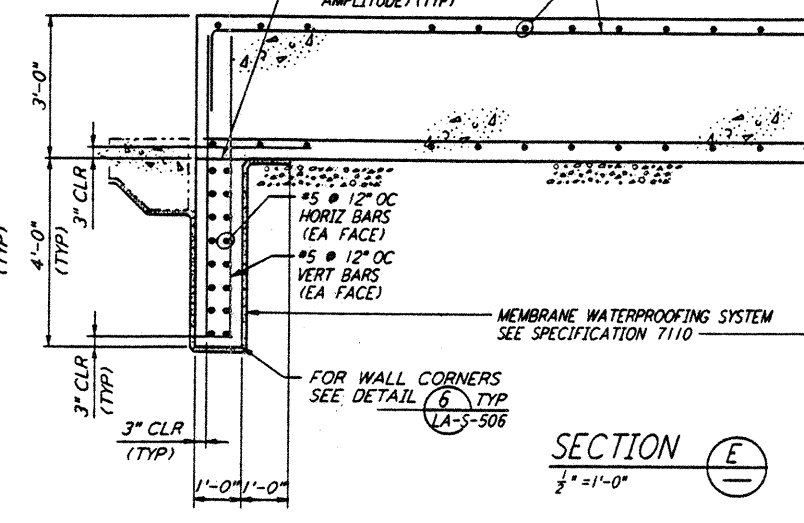 AMPLITUDE) (TYP)
3'-0"
3" CLR
4'-0"
(TYP)
(TYP)
#5 @ 12" OC
HORIZ BARS
(EA FACE)
#5 @ 12" OC
VERT BARS
(EA FACE)
MEMBRANE WATERPROOFING SYSTEM
SEE SPECIFICATION 7110
3" CLR
(TYP)
FOR WALL CORNERS
SEE DETAIL 6 TYP
LA-S-506
3" CLR
(TYP)
1'-0" 1'-0"
SECTION E
1/2" =1'-0"